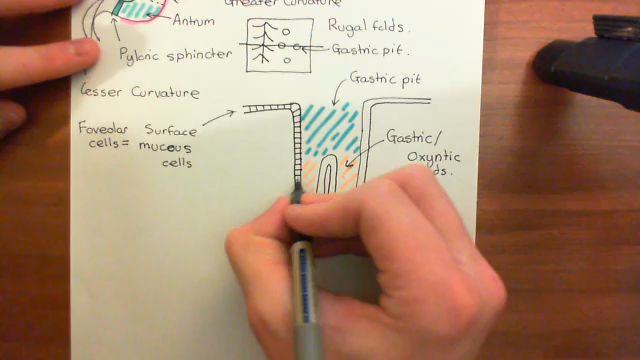 Greater Curvature
Antrum
Pyloric sphincter
Rugal folds.
Gastric pit.
Lesser Curvature
Gastric pit
Foveolar Surface
cells = mucous
cells
Gastric/
Oxyntic